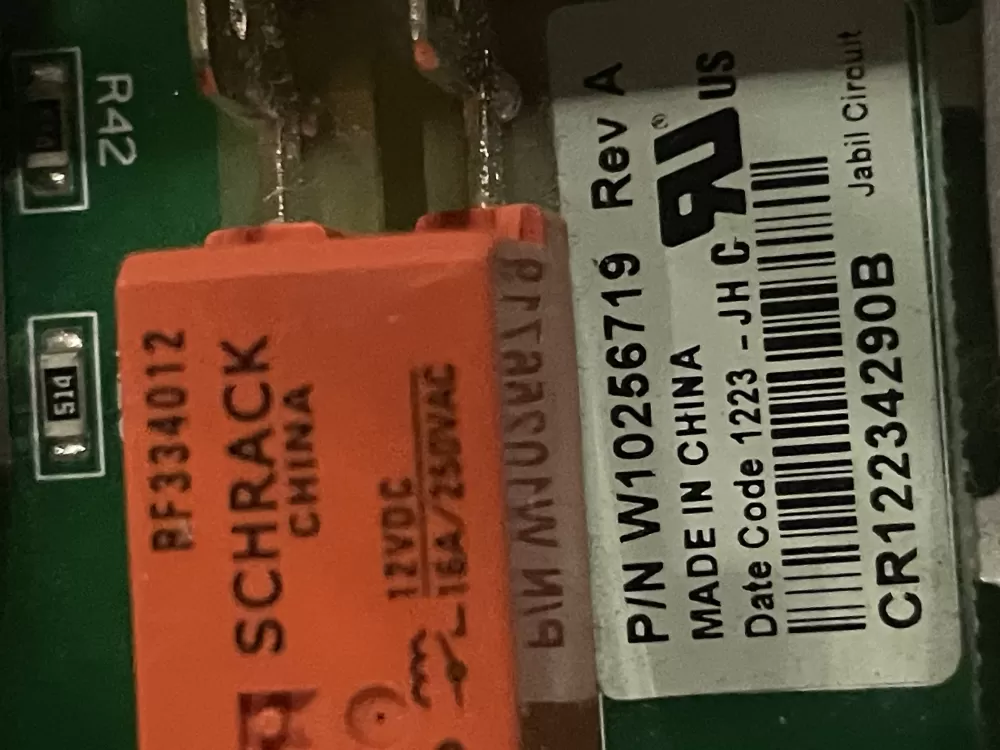 R42
514
RF334012
SCHRACK
CHINA
12VDC
16A/250VAC
P/N W10256719 Rev A
MADE IN CHINA
Date Code 1223 - JH C
US
CR12234290B
Jabil Circuit